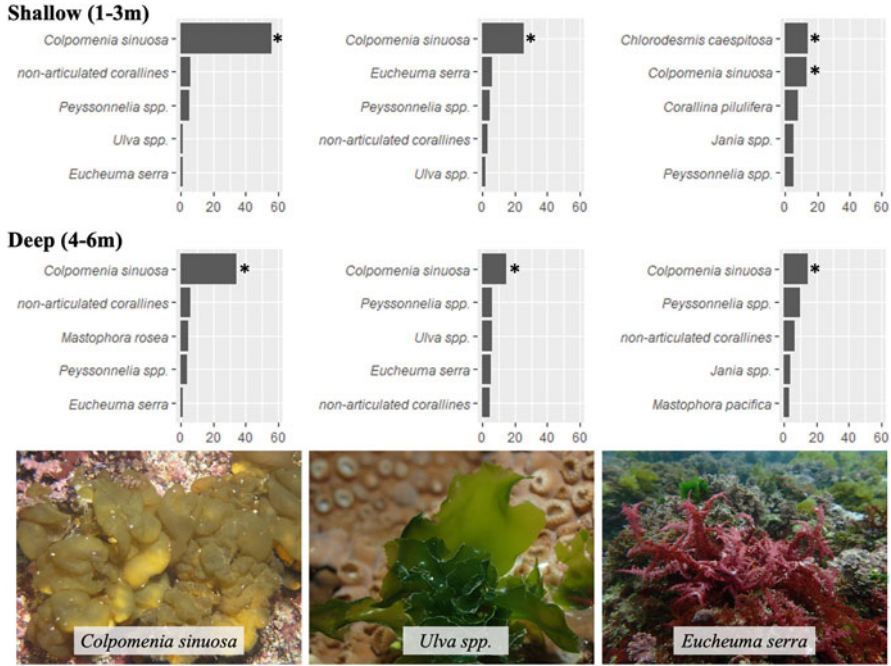 Shallow (1-3m)
Colpomenia sinuosa
*
non-articulated corallines
Peyssonnelia spp.
Ulva spp.
Eucheuma serra
0 20 40 60
Colpomenia sinuosa
*
Eucheuma serra
Peyssonnelia spp.
non-articulated corallines
Ulva spp.
0 20 40 60
Chlorodesmis caespitosa
*
Colpomenia sinuosa
*
Corallina pilulifera
Jania spp.
Peyssonnelia spp.
0 20 40 60
Deep (4-6m)
Colpomenia sinuosa
*
non-articulated corallines
Mastophora rosea
Peyssonnelia spp.
Eucheuma serra
0 20 40 60
Colpomenia sinuosa
*
Peyssonnelia spp.
Ulva spp.
Eucheuma serra
non-articulated corallines
0 20 40 60
Colpomenia sinuosa
*
Peyssonnelia spp.
non-articulated corallines
Jania spp.
Mastophora pacifica
0 20 40 60
Colpomenia sinuosa
Ulva spp.
Eucheuma serra